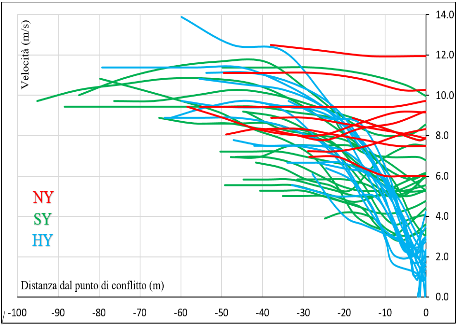 Velocità (m/s)
14.0
12.0
10.0
8.0
6.0
4.0
2.0
0.0
NY
SY
HY
Distanza dal punto di conflitto (m)
-100 -90 -80 -70 -60 -50 -40 -30 -20 -10 0